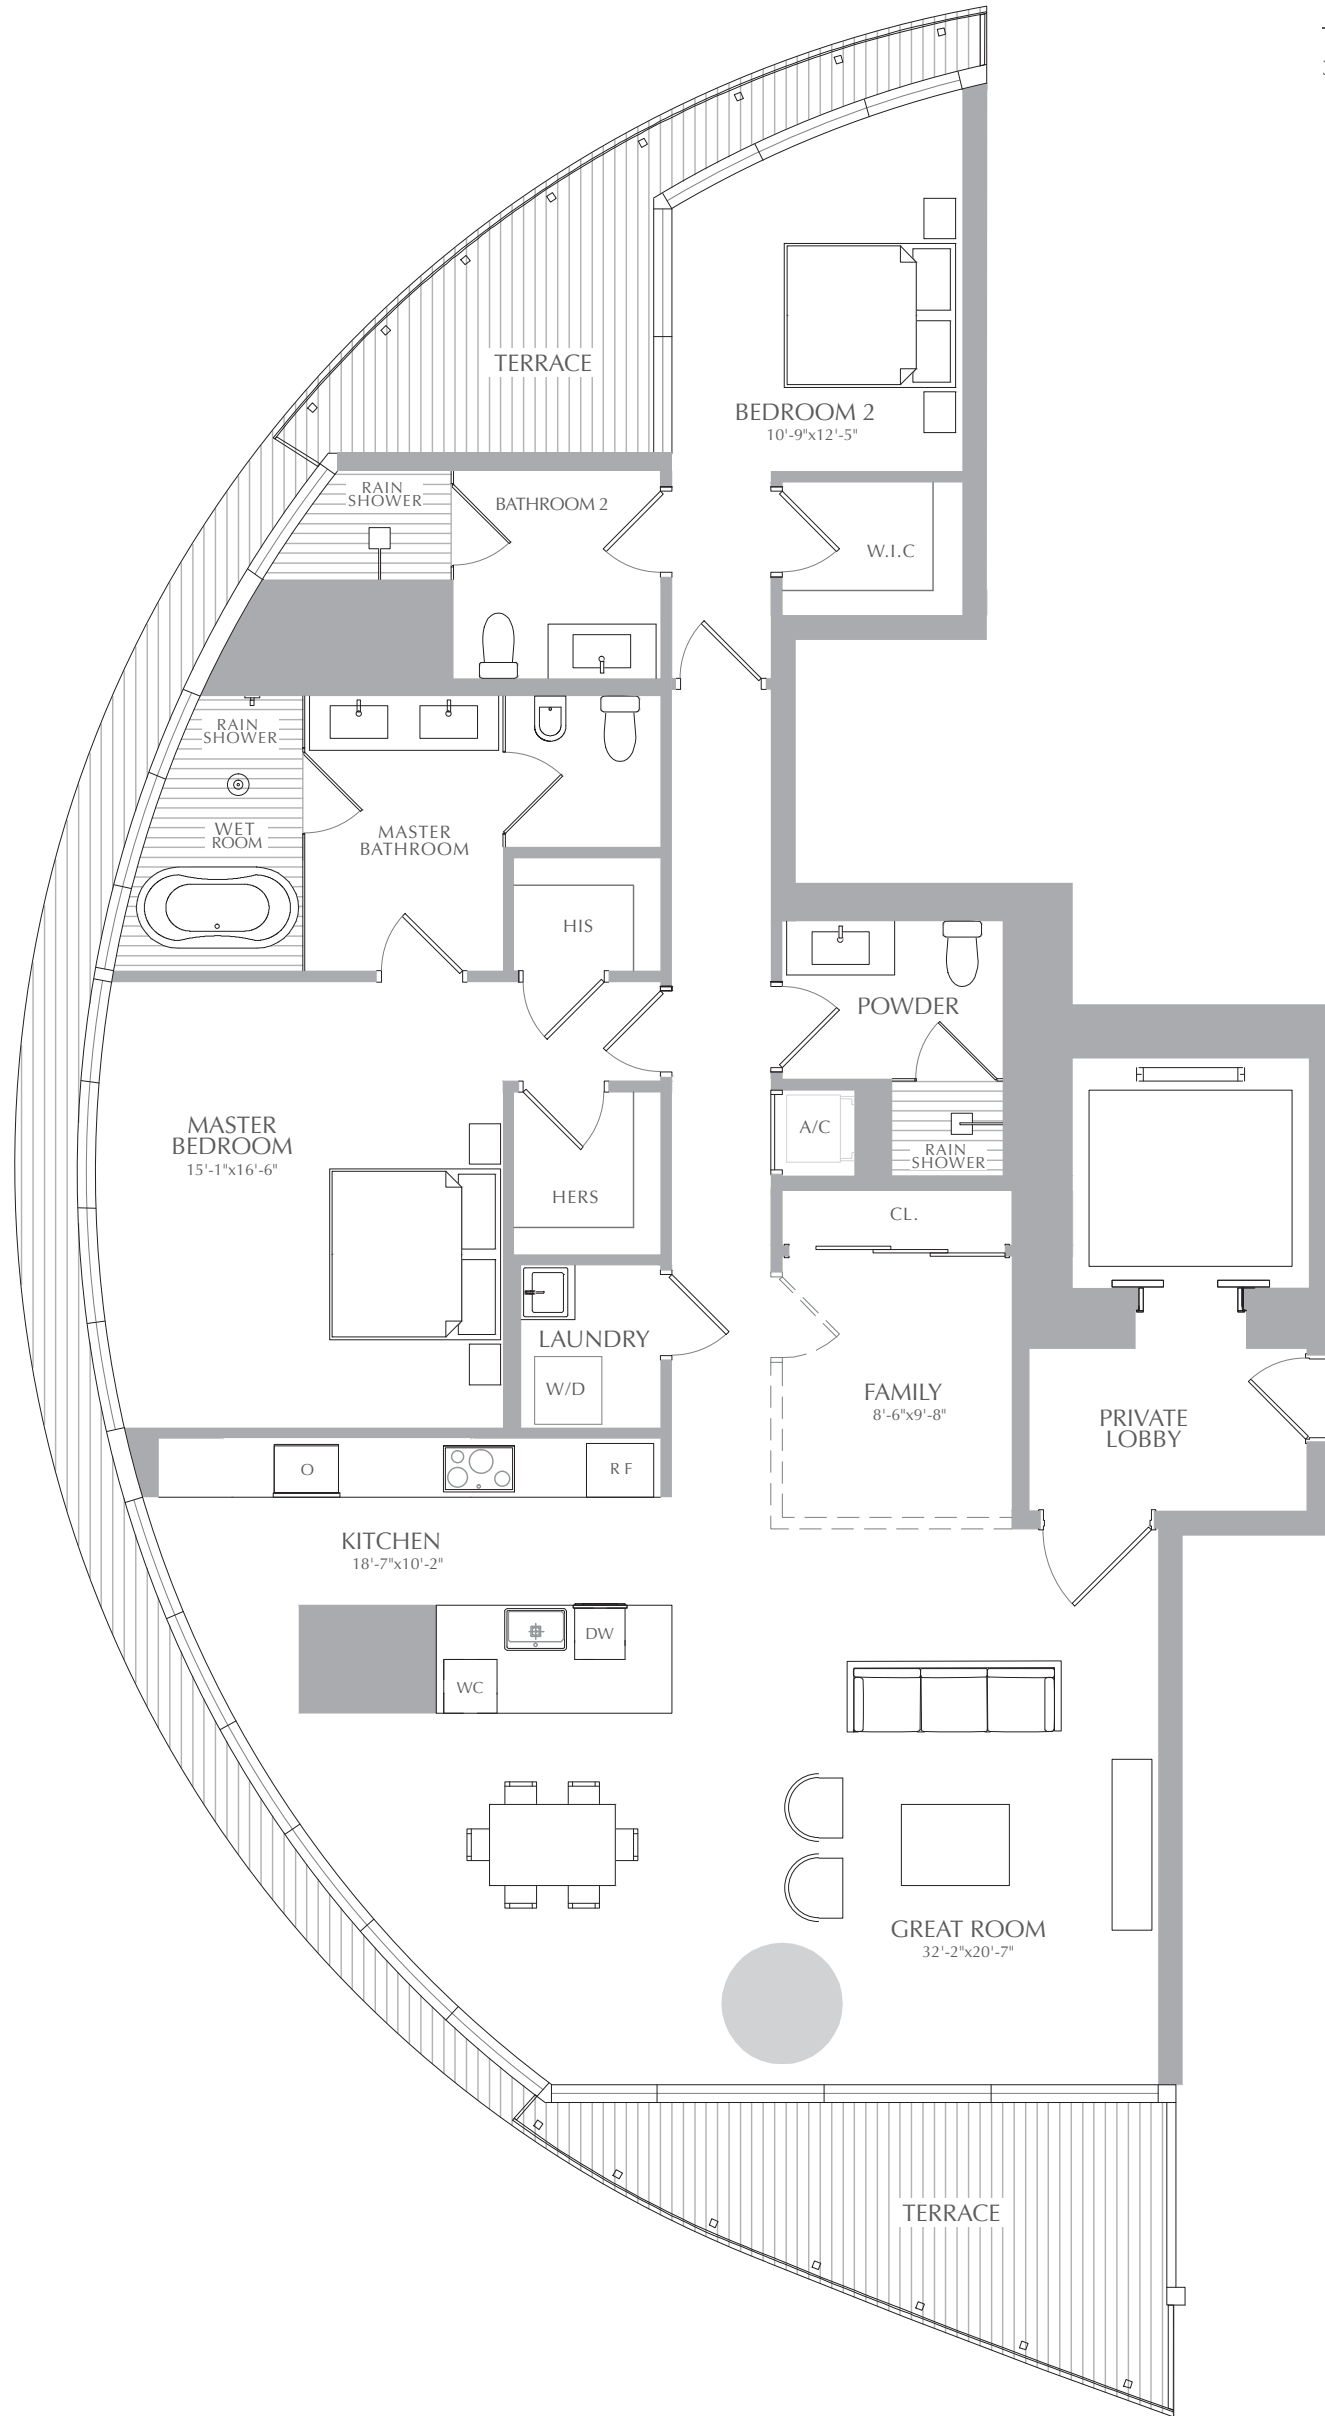 TERRACE
BEDROOM 2
10'-9"x12'-5"
RAIN
SHOWER
BATHROOM 2
W.I.C
RAIN
SHOWER
WET
ROOM
MASTER
BATHROOM
HIS
POWDER
MASTER
BEDROOM
15'-1"x16'-6"
A/C
RAIN
SHOWER
HERS
CL.
LAUNDRY
W/D
FAMILY
8'-6"x9'-8"
PRIVATE
LOBBY
O
R F
KITCHEN
18'-7"x10'-2"
DW
WC
GREAT ROOM
32'-2"x20'-7"
TERRACE